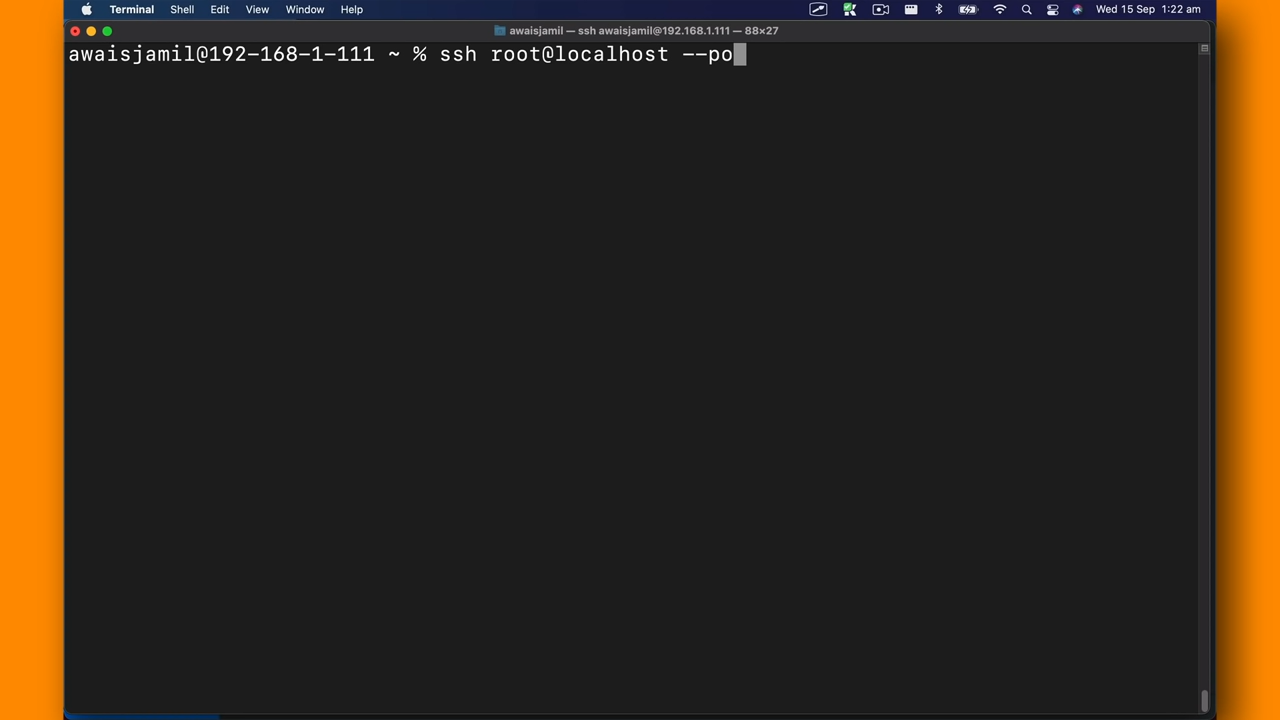 Terminal Shell Edit View Window Help Wed 15 Sep 1:22 am
awaisjamil — ssh awaisjamil@192.168.1.111 — 88×27
awaisjamil@192-168-1-111 ~ % ssh root@localhost --po